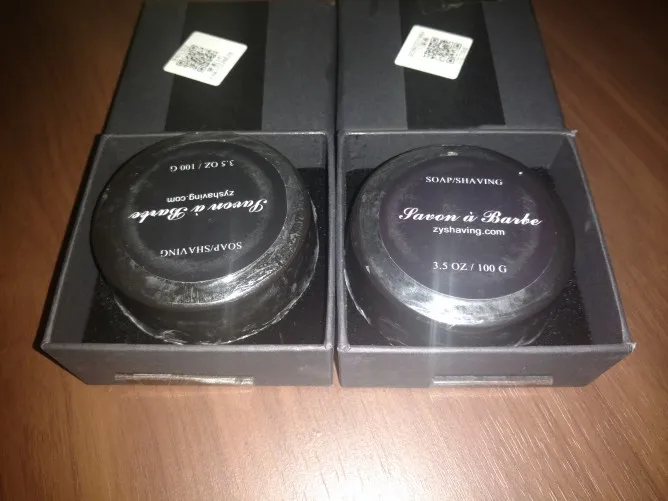 3.5 OZ / 100 G
zyshaving.com
Savon à Barbe
SOAP/SHAVING
SOAP/SHAVING
Savon à Barbe
zyshaving.com
3.5 OZ / 100 G